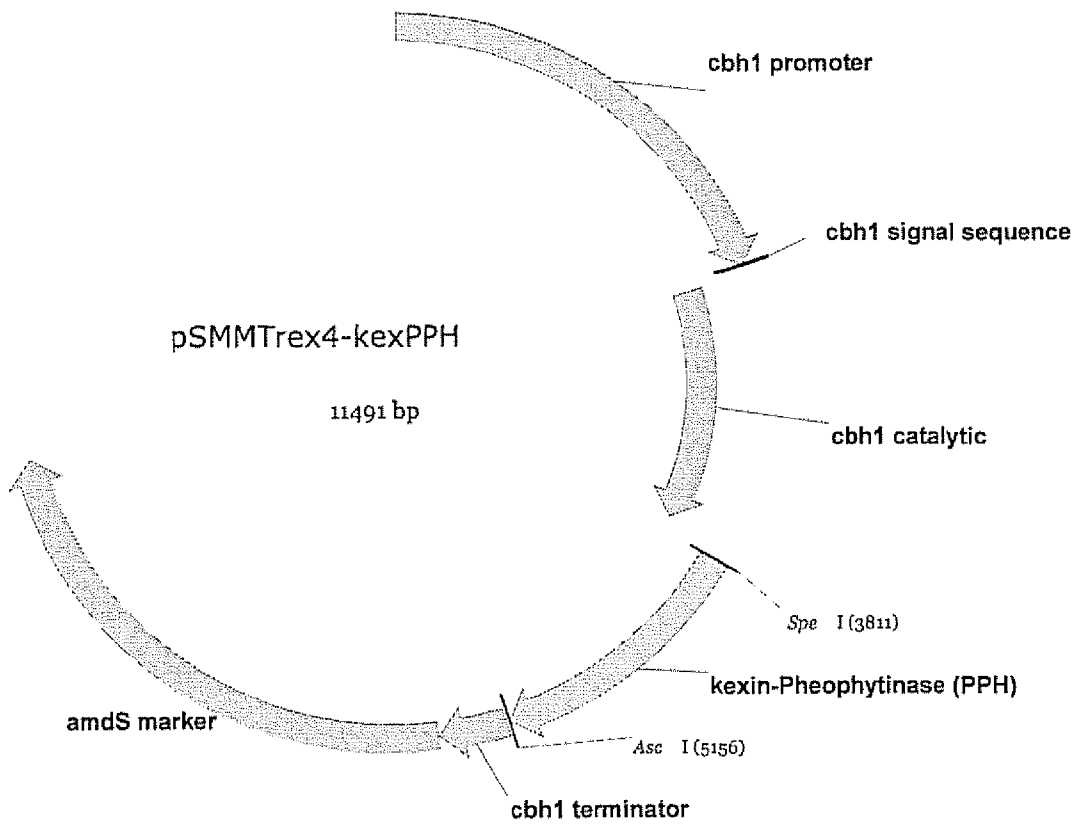 cbh1 promoter
cbh1 signal sequence
pSMMTrex4-kexPPH
11491 bp
cbh1 catalytic
Spe I (3811)
kexin-Pheophytinase (PPH)
amdS marker
Asc I (5156)
cbh1 terminator